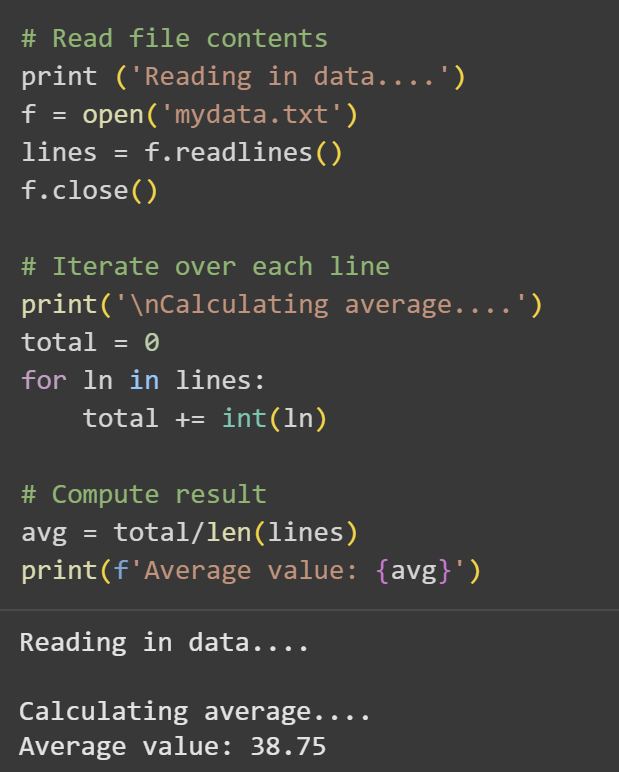 # Read file contents
print ('Reading in data....')
f = open('mydata.txt')
lines = f.readlines()
f.close()

# Iterate over each line
print('\nCalculating average....')
total = 0
for ln in lines:
    total += int(ln)

# Compute result
avg = total/len(lines)
print(f'Average value: {avg}')
Reading in data....

Calculating average....
Average value: 38.75